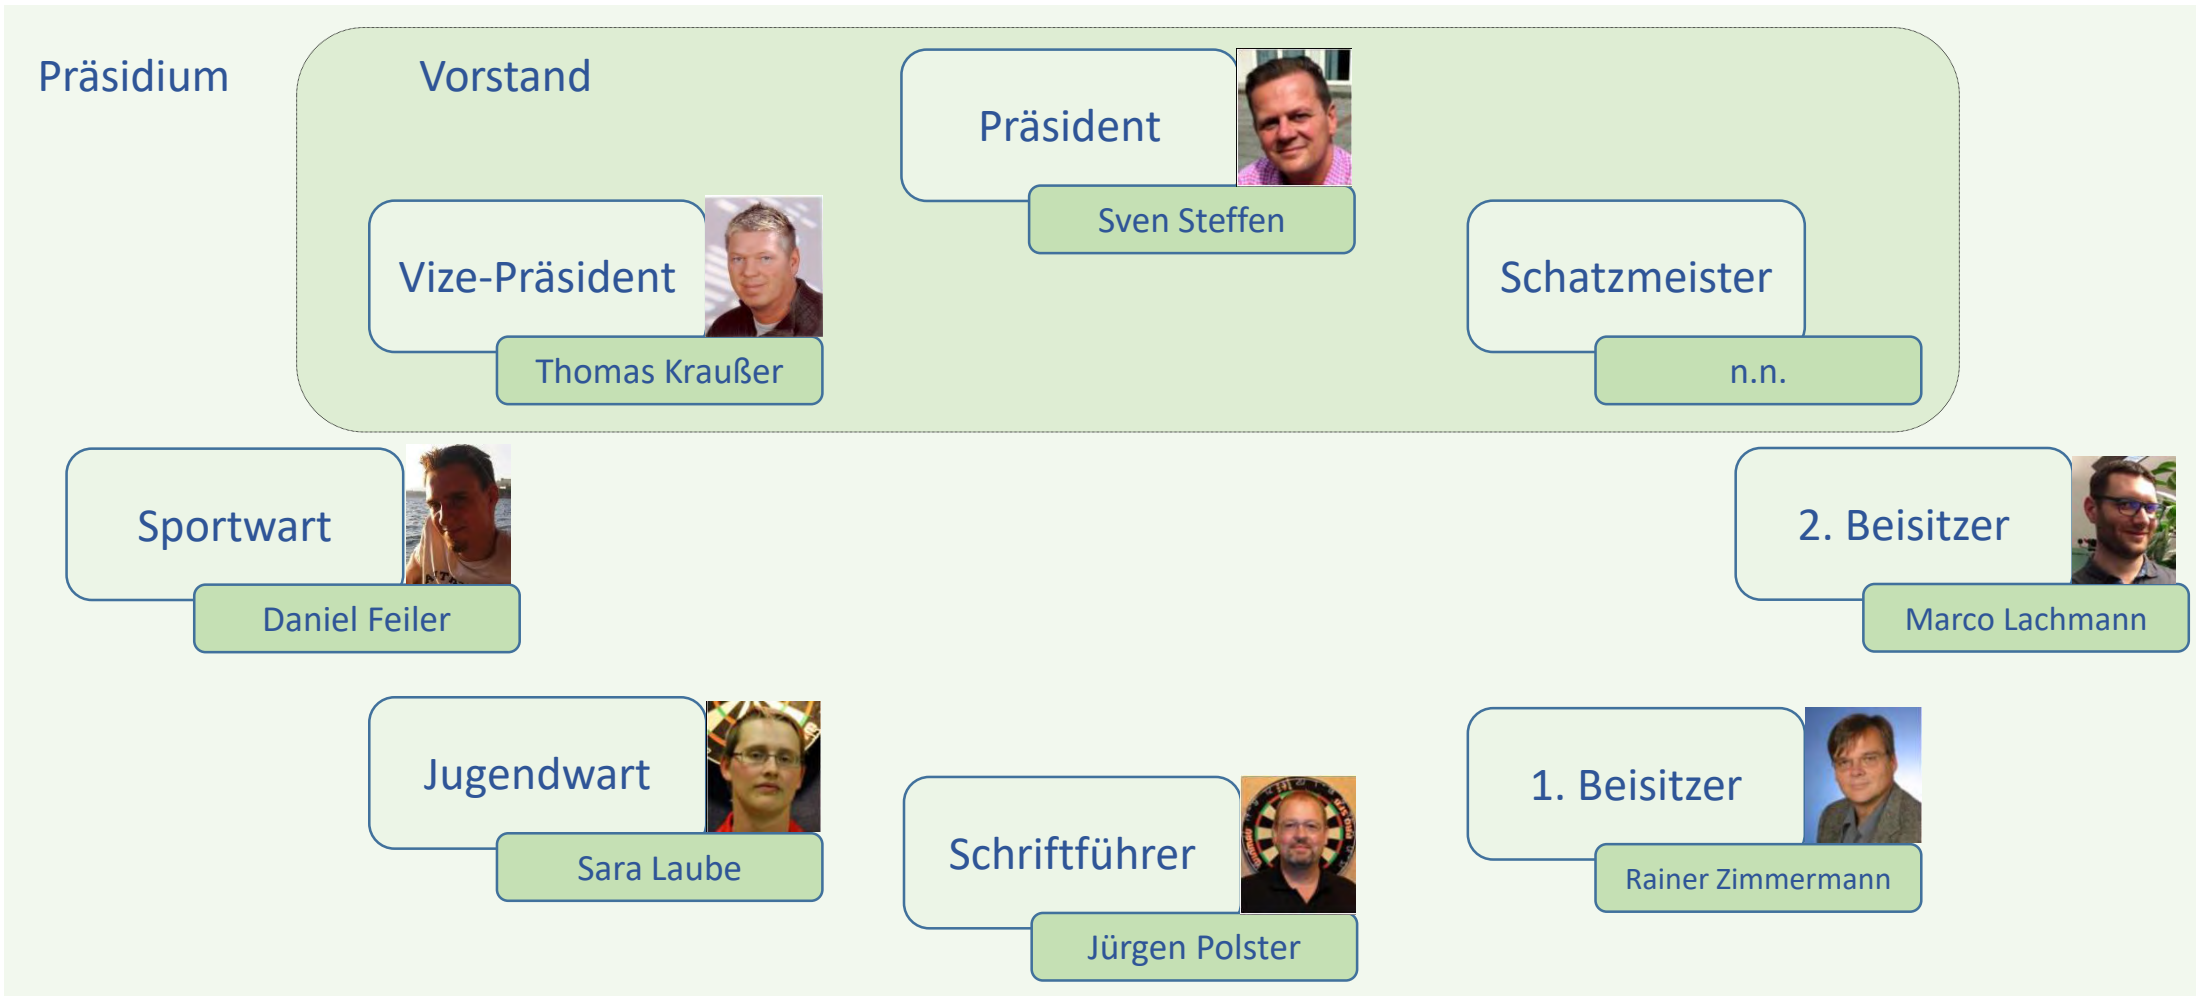 Präsidium
Vorstand
Präsident
Sven Steffen
Vize-Präsident
Thomas Kraußer
Schatzmeister
n.n.
Sportwart
Daniel Feiler
2. Beisitzer
Marco Lachmann
Jugendwart
Sara Laube
Schriftführer
Jürgen Polster
1. Beisitzer
Rainer Zimmermann